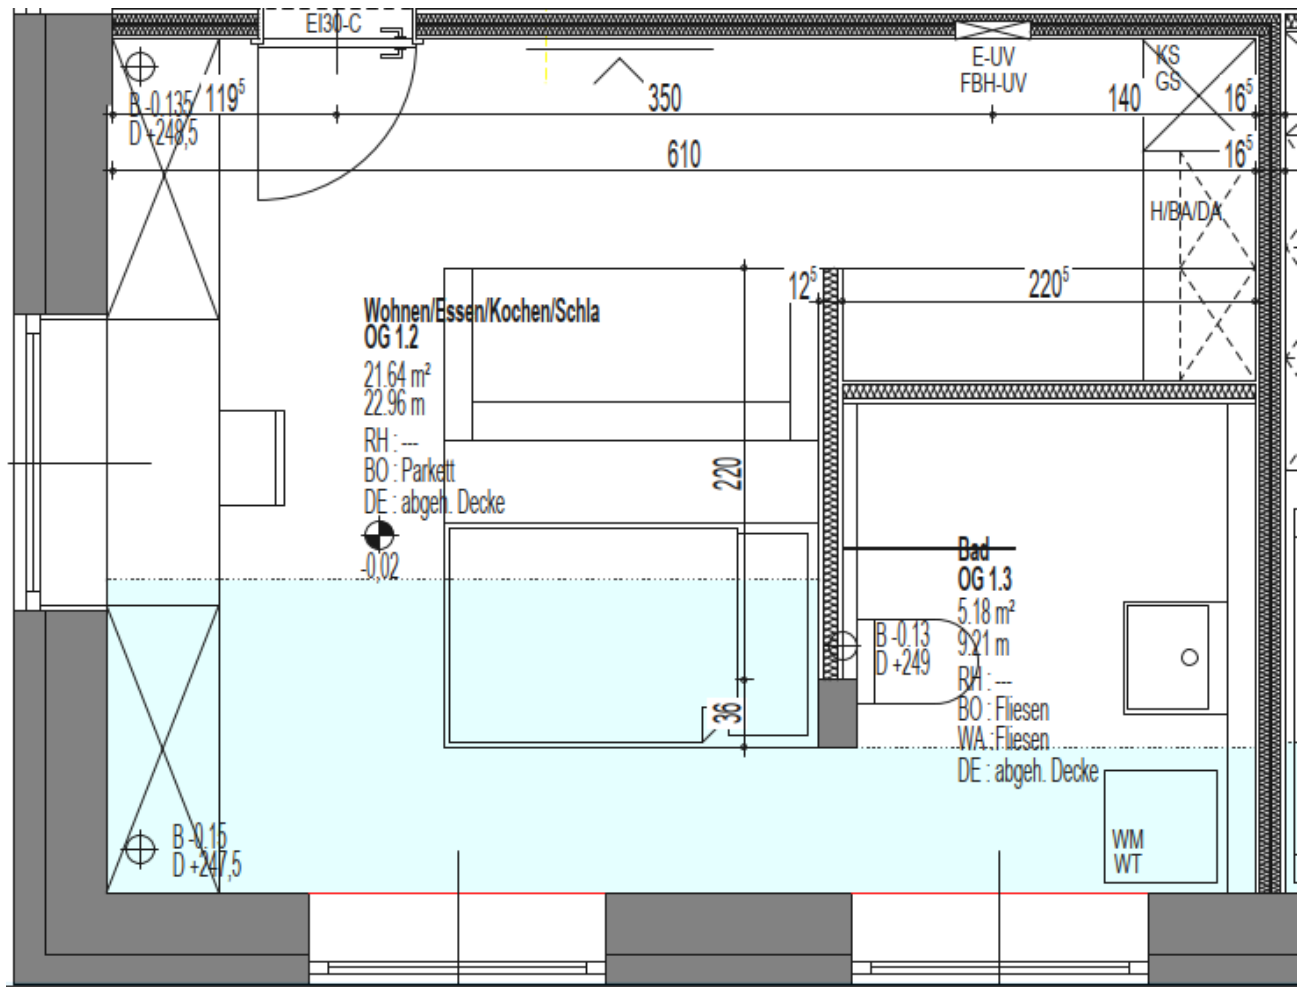 EI30-C
E-UV
FBH-UV
KS
GS
B -0.135
D +248,5
119⁵
350
140
16⁵
610
16⁵
H/BA/DA
12⁵
220⁵
Wohnen/Essen/Kochen/Schla
OG 1.2
21.64 m²
22.96 m
RH : ---
BO : Parkett
DE : abgeh. Decke
-0,02
220
36
Bad
OG 1.3
5.18 m²
9.21 m
RH : ---
BO : Fliesen
WA : Fliesen
DE : abgeh. Decke
B -0.13
D +249
B -0.15
D +247,5
WM
WT